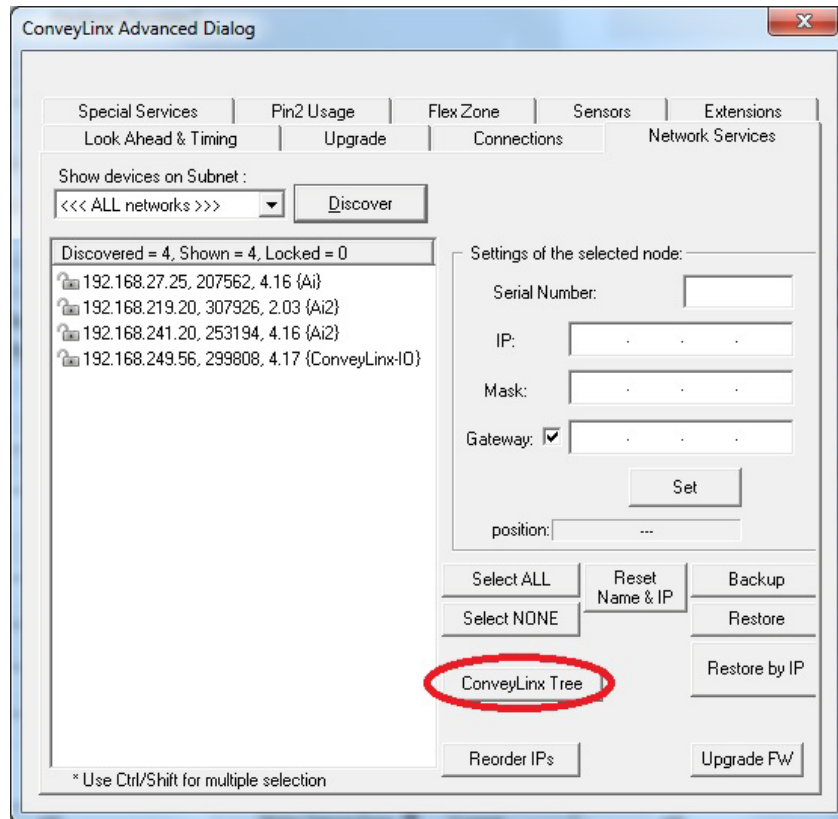 ConveyLinx Advanced Dialog
Special Services Pin2 Usage Flex Zone Sensors Extensions
Look Ahead & Timing Upgrade Connections Network Services
Show devices on Subnet :
<<< ALL networks >>> Discover
Discovered = 4, Shown = 4, Locked = 0
192.168.27.25, 207562, 4.16 {Ai}
192.168.219.20, 307926, 2.03 {Ai2}
192.168.241.20, 253194, 4.16 {Ai2}
192.168.249.56, 299808, 4.17 {ConveyLinx-IO}
* Use Ctrl/Shift for multiple selection
Settings of the selected node:
Serial Number:
IP: . . .
Mask: . . .
Gateway: . . .
Set
position: ---
Select ALL Reset Name & IP Backup
Select NONE Restore
ConveyLinx Tree Restore by IP
Reorder IPs Upgrade FW